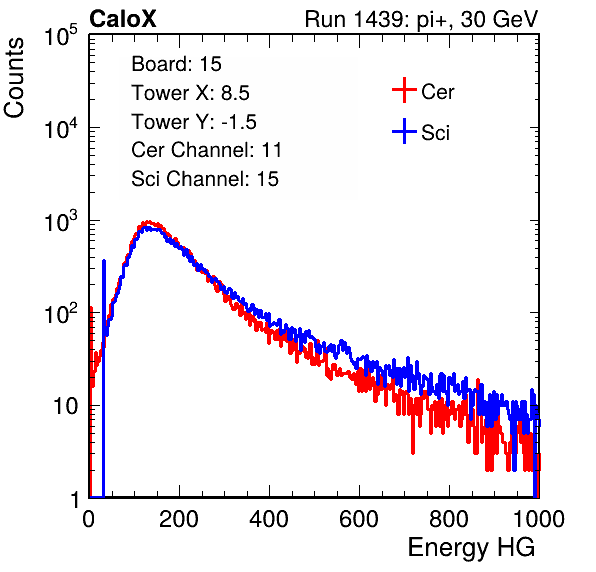 CaloX Run 1439: pi+, 30 GeV
Counts
10^5
10^4
10^3
10^2
10
1
Board: 15
Tower X: 8.5
Tower Y: -1.5
Cer Channel: 11
Sci Channel: 15
Cer
Sci
0 200 400 600 800 1000
Energy HG